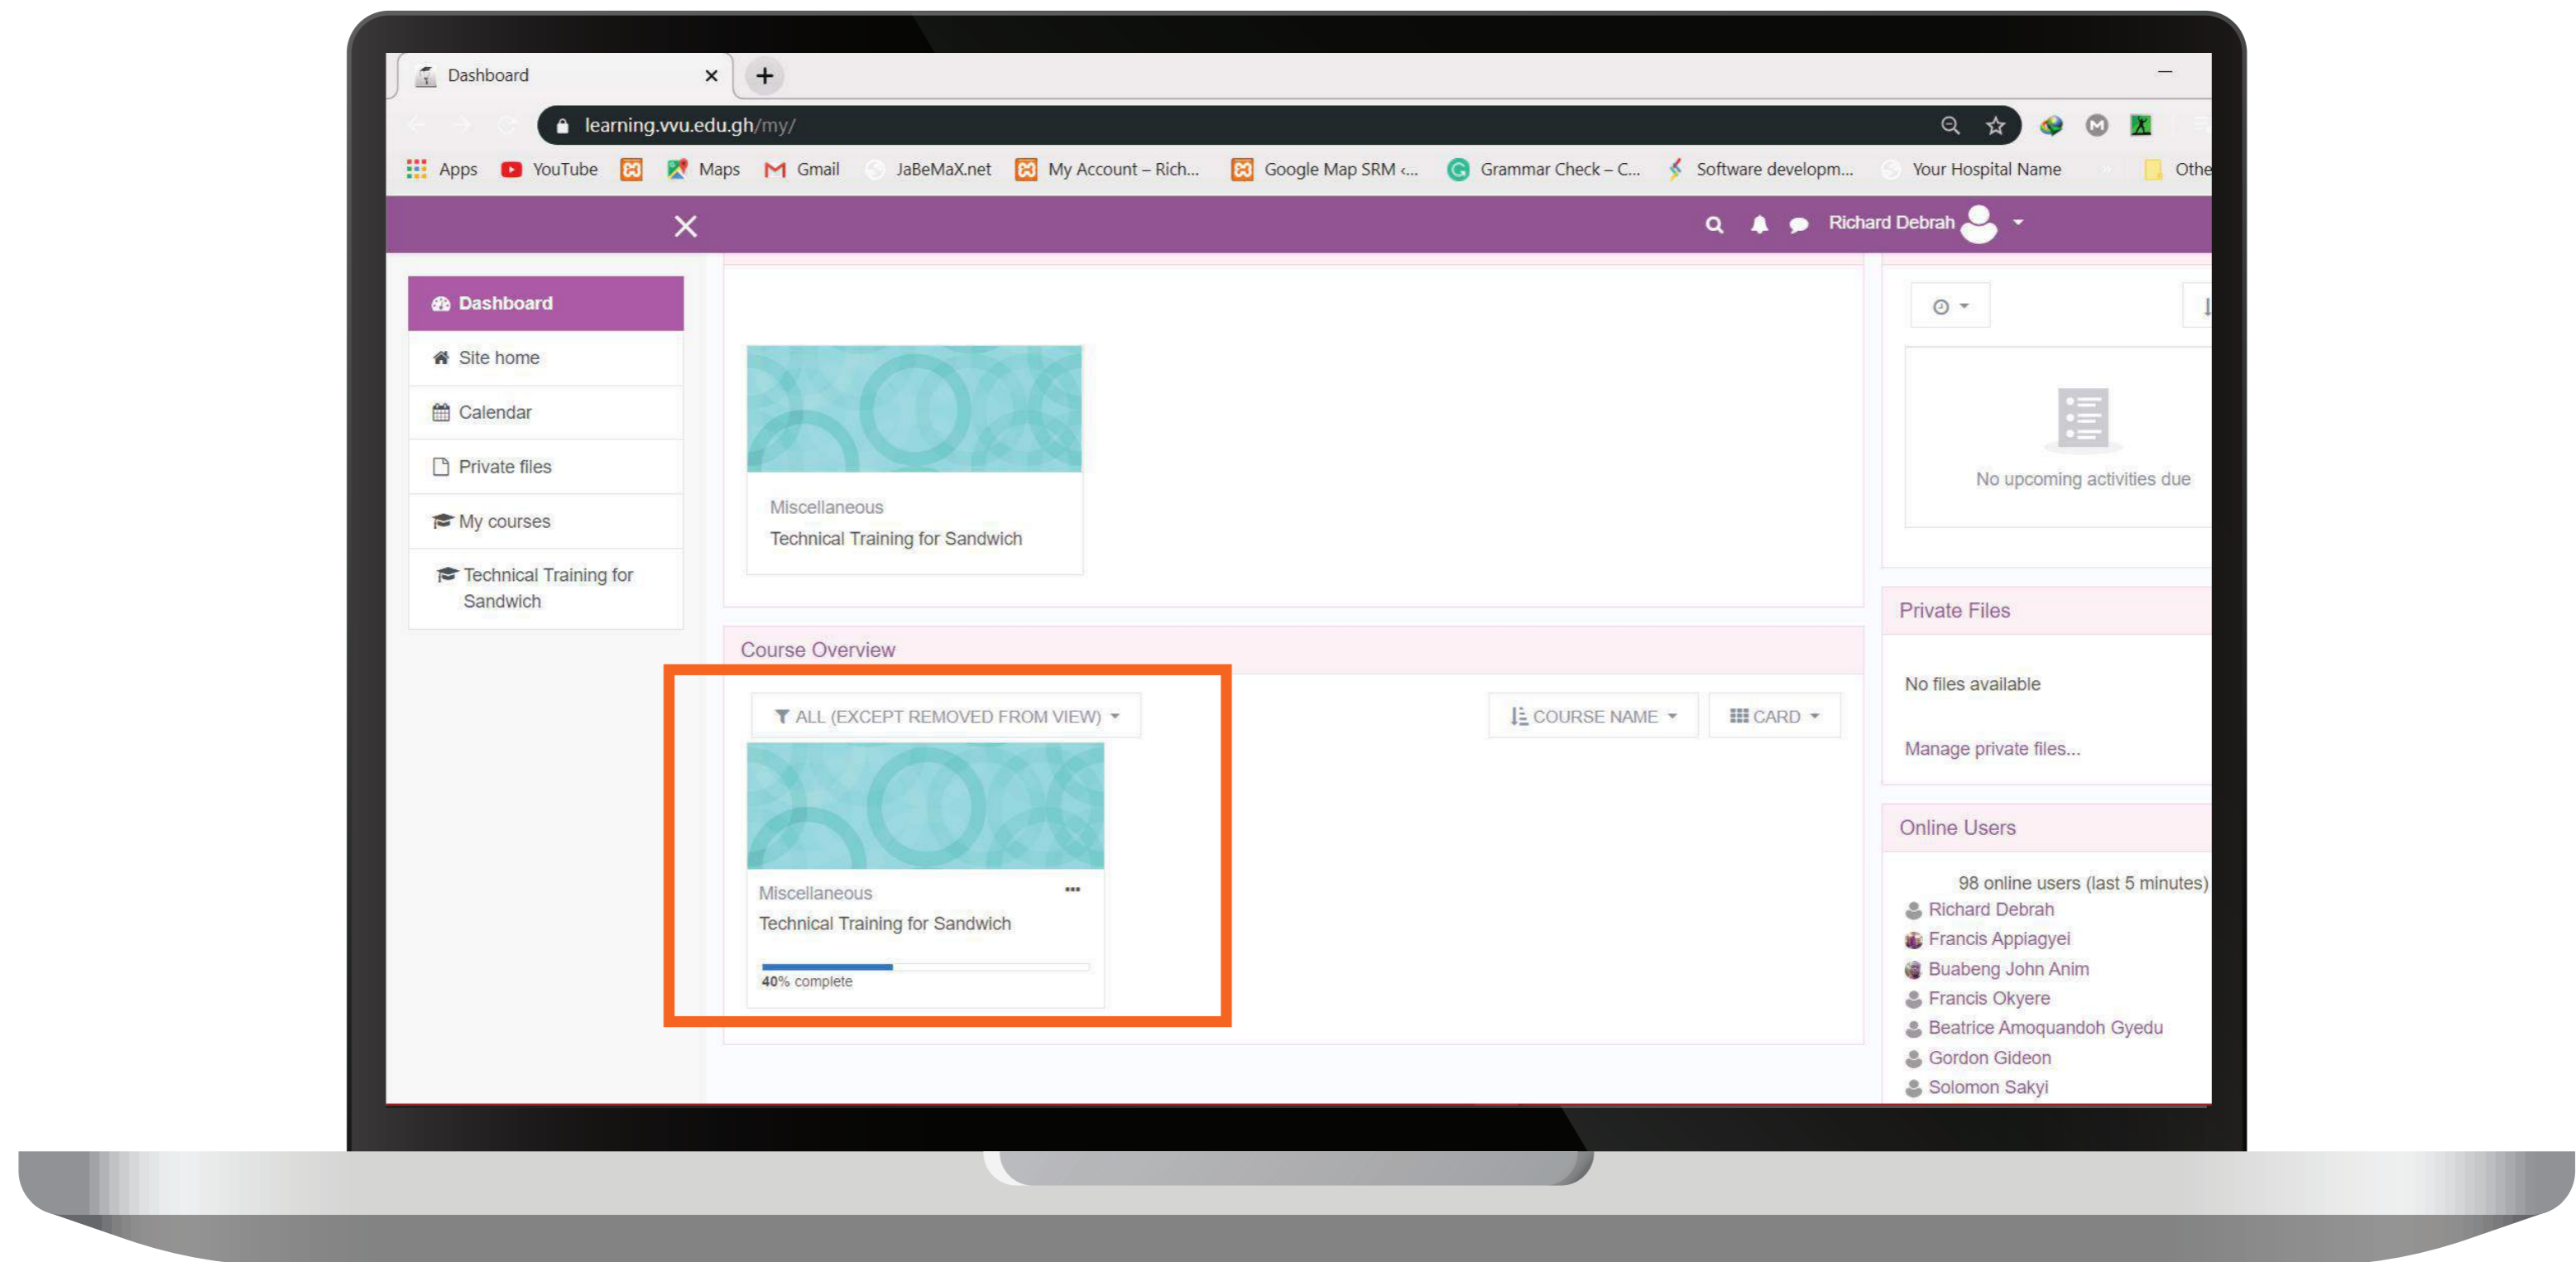 Dashboard
learning.vvu.edu.gh/my/
Apps YouTube Maps Gmail JaBeMaX.net My Account – Rich... Google Map SRM ‹... Grammar Check – C... Software developm... Your Hospital Name Othe
Richard Debrah
Dashboard
Site home
Calendar
Private files
My courses
Technical Training for
Sandwich
Miscellaneous
Technical Training for Sandwich
Course Overview
ALL (EXCEPT REMOVED FROM VIEW)
COURSE NAME
CARD
Miscellaneous
Technical Training for Sandwich
40% complete
No upcoming activities due
Private Files
No files available
Manage private files...
Online Users
98 online users (last 5 minutes)
Richard Debrah
Francis Appiagyei
Buabeng John Anim
Francis Okyere
Beatrice Amoquandoh Gyedu
Gordon Gideon
Solomon Sakyi